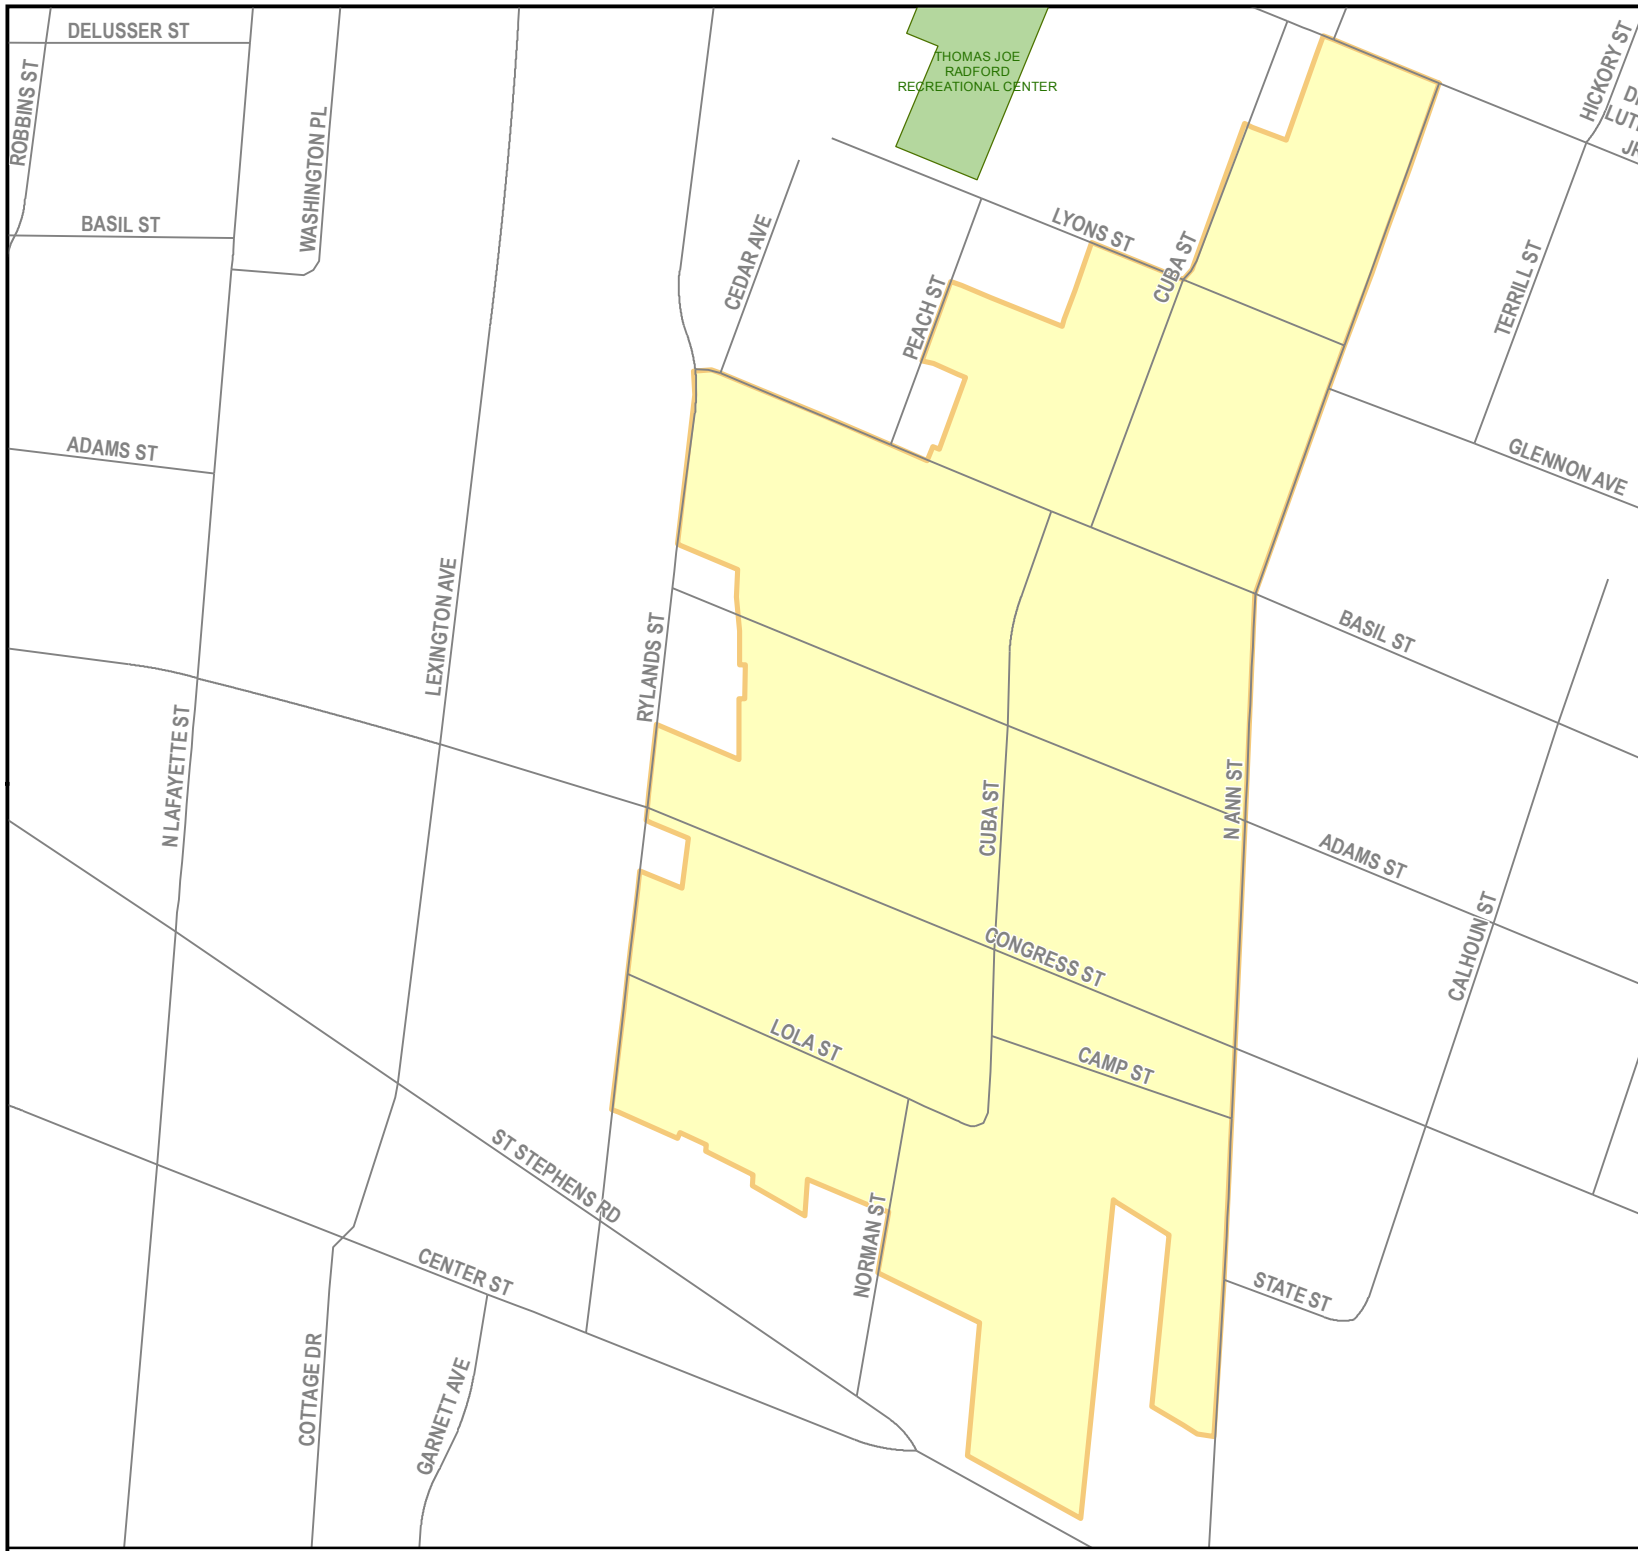 DELUSSER ST
ROBBINS ST
WASHINGTON PL
BASIL ST
THOMAS JOE
RADFORD
RECREATIONAL CENTER
HICKORY ST
LYONS ST
CUBA ST
CEDAR AVE
PEACH ST
TERRILL ST
ADAMS ST
GLENNON AVE
LEXINGTON AVE
RYLANDS ST
BASIL ST
N LAFAYETTE ST
CUBA ST
N ANN ST
ADAMS ST
CALHOUN ST
CONGRESS ST
LOLA ST
CAMP ST
ST STEPHENS RD
NORMAN ST
CENTER ST
STATE ST
COTTAGE DR
GARNETT AVE